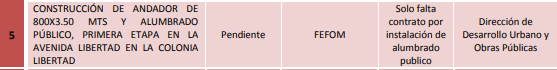 5
CONSTRUCCIÓN DE ANDADOR DE
800X3.50 MTS Y ALUMBRADO
PÚBLICO, PRIMERA ETAPA EN LA
AVENIDA LIBERTAD EN LA COLONIA
LIBERTAD
Pendiente
FEFOM
Solo falta
contrato por
instalación de
alumbrado
publico
Dirección de
Desarrollo Urbano y
Obras Públicas